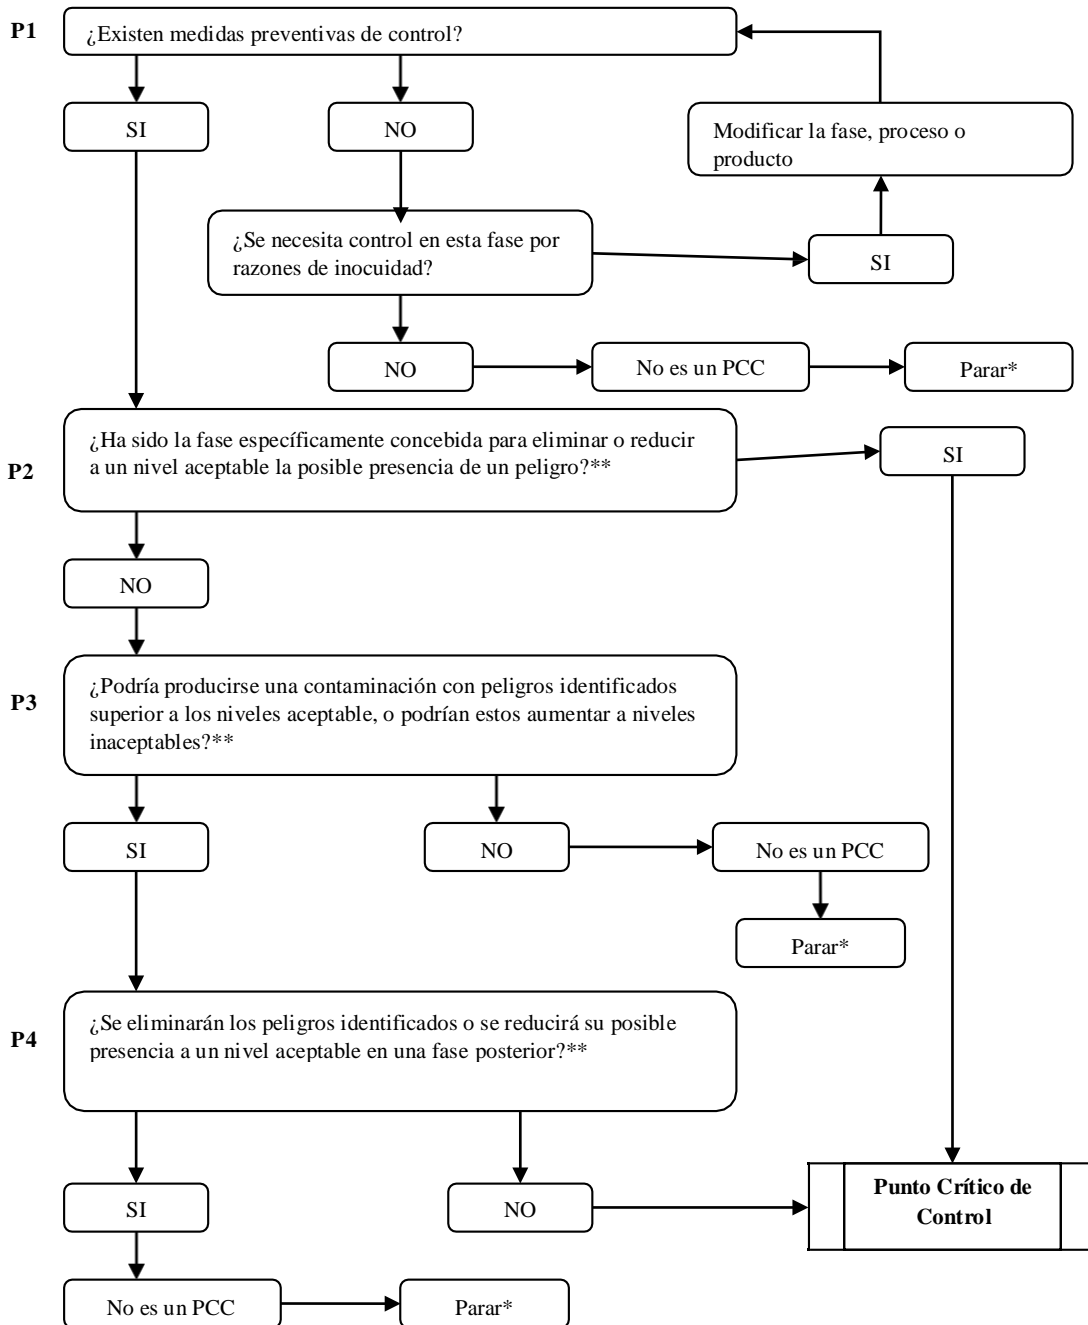 P1
¿Existen medidas preventivas de control?
SI
NO
Modificar la fase, proceso o
producto
¿Se necesita control en esta fase por
razones de inocuidad?
SI
NO
No es un PCC
Parar*
P2
¿Ha sido la fase específicamente concebida para eliminar o reducir
a un nivel aceptable la posible presencia de un peligro?**
SI
NO
P3
¿Podría producirse una contaminación con peligros identificados
superior a los niveles aceptable, o podrían estos aumentar a niveles
inaceptables?**
SI
NO
No es un PCC
Parar*
P4
¿Se eliminarán los peligros identificados o se reducirá su posible
presencia a un nivel aceptable en una fase posterior?**
SI
NO
Punto Crítico de
Control
No es un PCC
Parar*